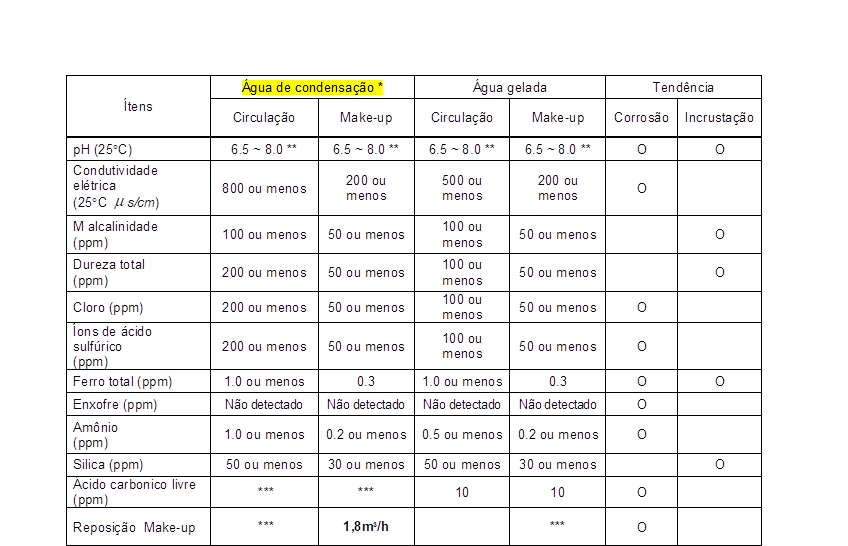 Ítens Água de condensação * Água gelada Tendência
Circulação Make-up Circulação Make-up Corrosão Incrustação
pH (25°C) 6.5 ~ 8.0 ** 6.5 ~ 8.0 ** 6.5 ~ 8.0 ** 6.5 ~ 8.0 ** O O
Condutividade
elétrica
(25°C μ s/cm) 800 ou menos 200 ou
menos 500 ou
menos 200 ou
menos O
M alcalinidade
(ppm) 100 ou menos 50 ou menos 100 ou
menos 50 ou menos O
Dureza total
(ppm) 200 ou menos 50 ou menos 100 ou
menos 50 ou menos O
Cloro (ppm) 200 ou menos 50 ou menos 100 ou
menos 50 ou menos O
Íons de ácido
sulfúrico
(ppm) 200 ou menos 50 ou menos 100 ou
menos 50 ou menos O
Ferro total (ppm) 1.0 ou menos 0.3 1.0 ou menos 0.3 O O
Enxofre (ppm) Não detectado Não detectado Não detectado Não detectado O
Amônio
(ppm) 1.0 ou menos 0.2 ou menos 0.5 ou menos 0.2 ou menos O
Silica (ppm) 50 ou menos 30 ou menos 50 ou menos 30 ou menos O
Ácido carbonico livre
(ppm) *** *** 10 10 O
Reposição Make-up *** 1,8m³/h *** O